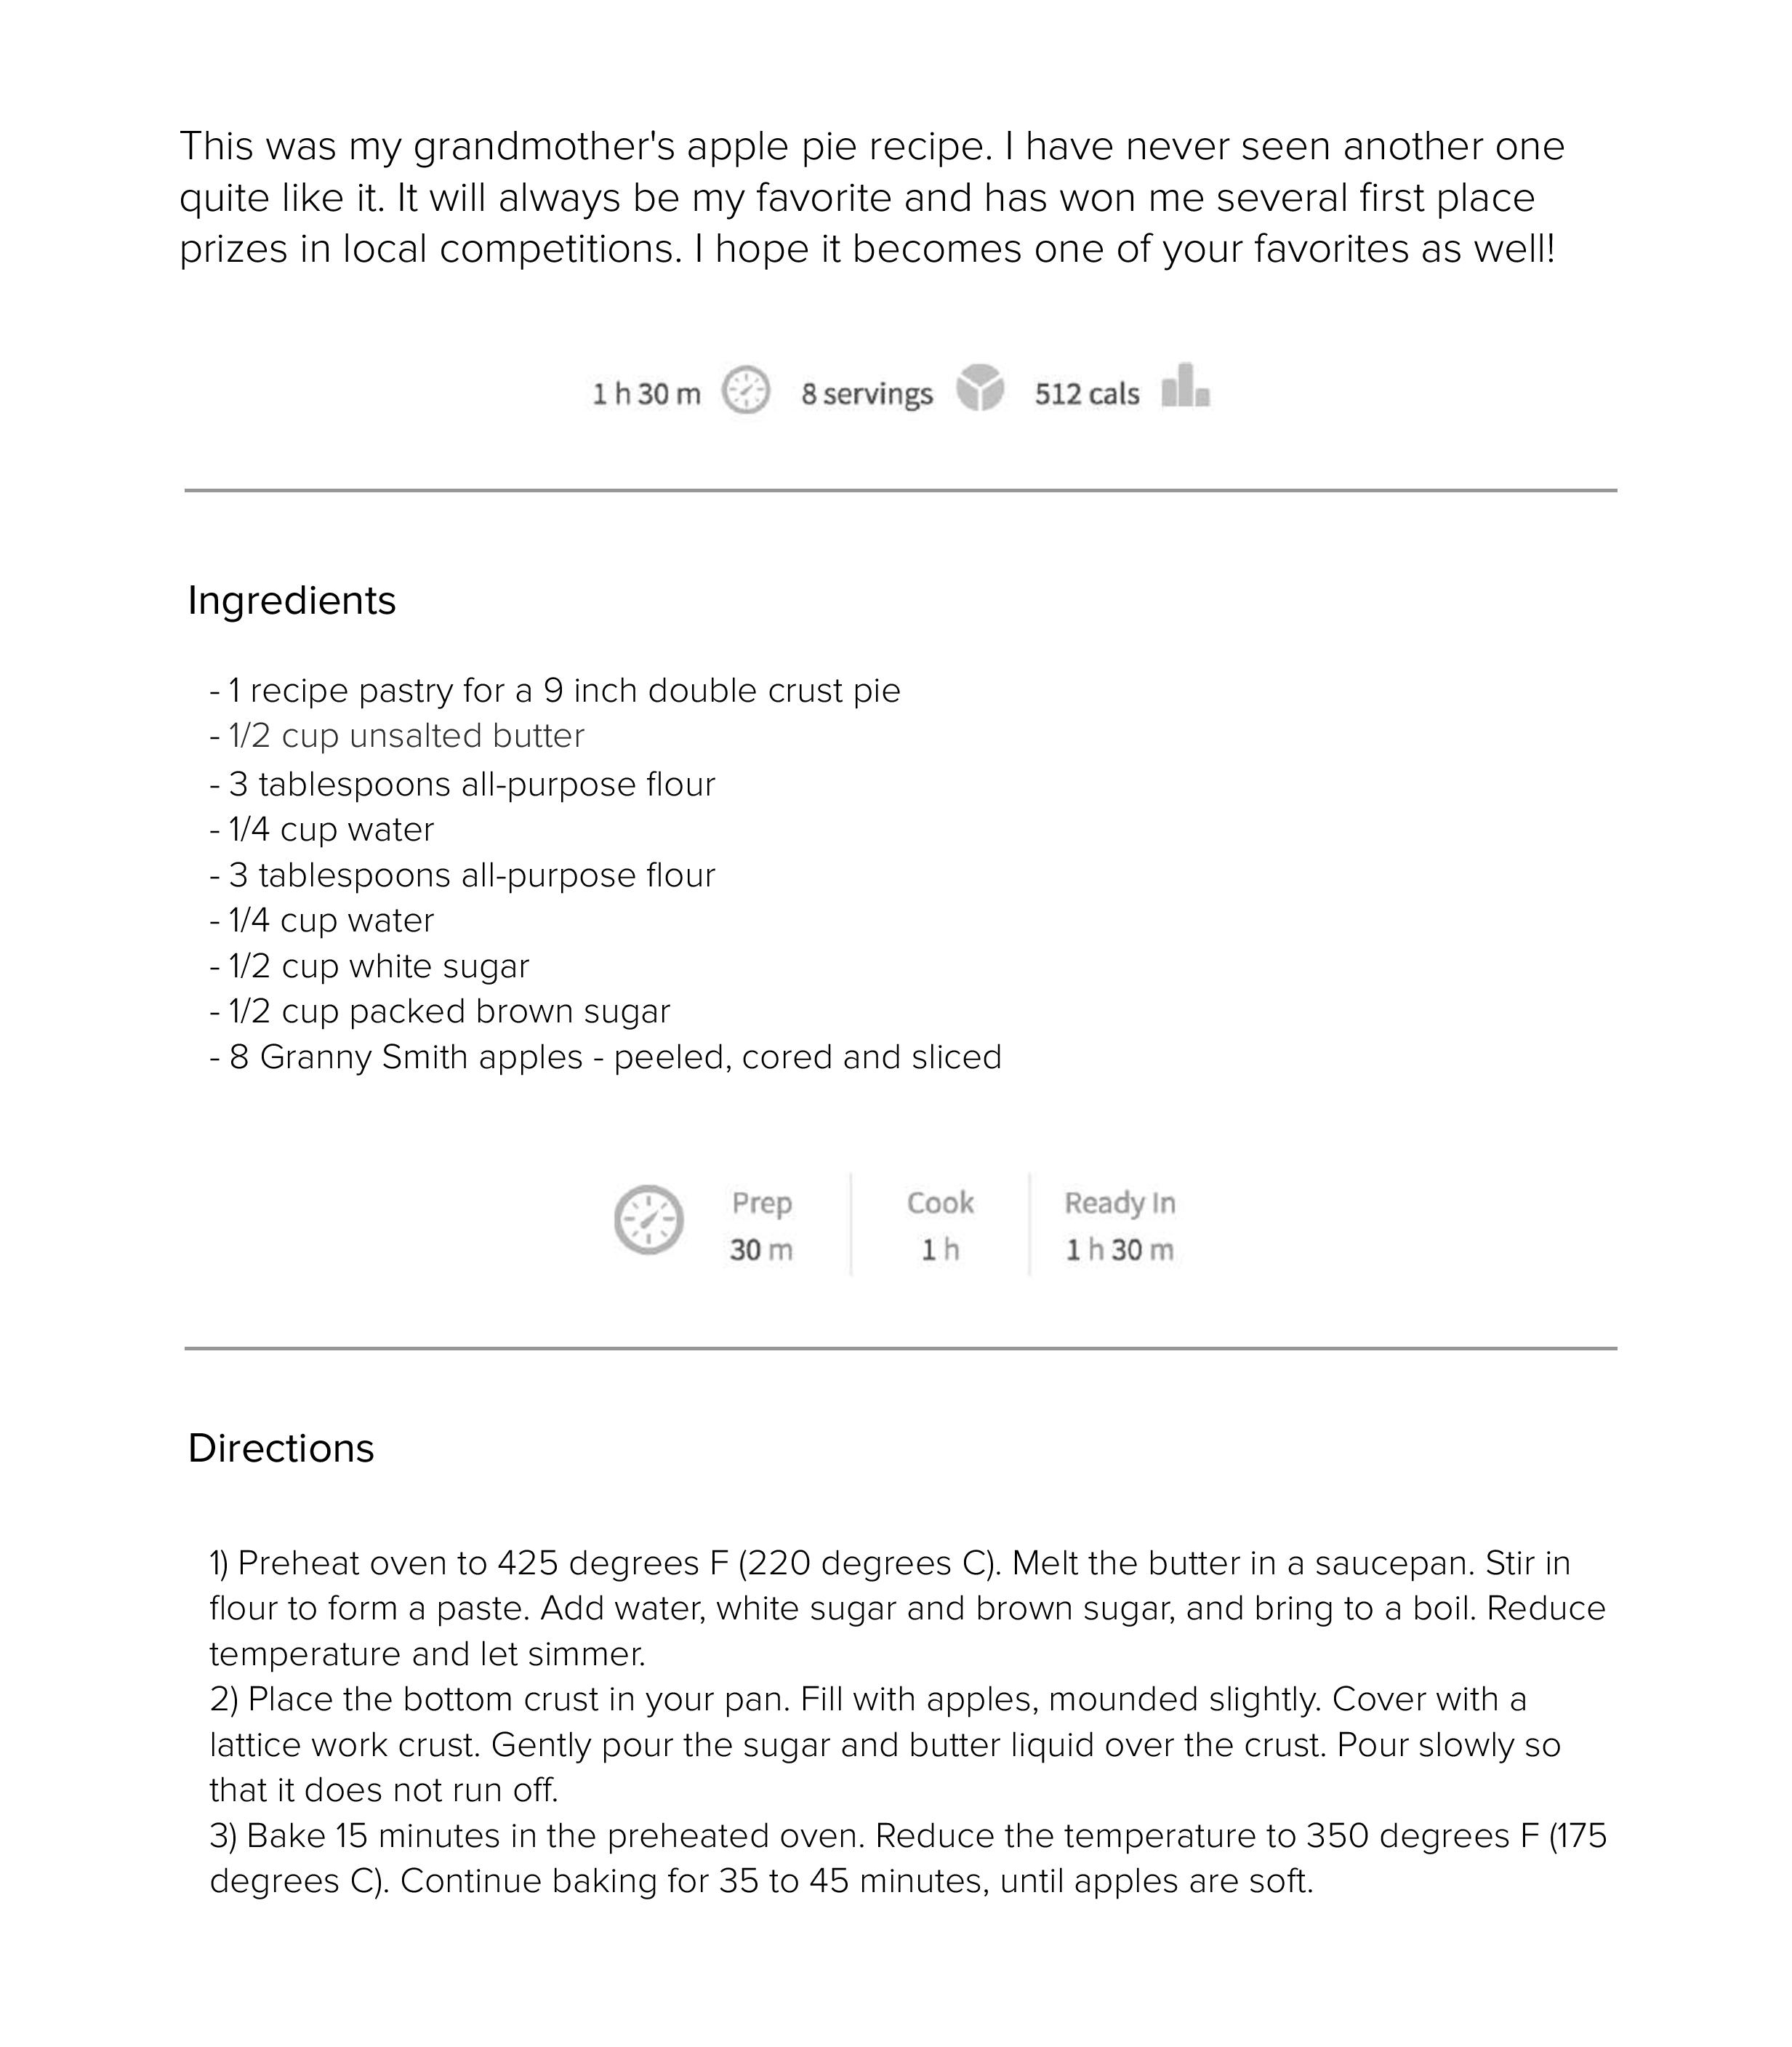 This was my grandmother's apple pie recipe. I have never seen another one
quite like it. It will always be my favorite and has won me several first place
prizes in local competitions. I hope it becomes one of your favorites as well!
1 h 30 m 8 servings 512 cals
Ingredients
- 1 recipe pastry for a 9 inch double crust pie
- 1/2 cup unsalted butter
- 3 tablespoons all-purpose flour
- 1/4 cup water
- 3 tablespoons all-purpose flour
- 1/4 cup water
- 1/2 cup white sugar
- 1/2 cup packed brown sugar
- 8 Granny Smith apples - peeled, cored and sliced
Prep Cook Ready In
30 m 1 h 1 h 30 m
Directions
1) Preheat oven to 425 degrees F (220 degrees C). Melt the butter in a saucepan. Stir in
flour to form a paste. Add water, white sugar and brown sugar, and bring to a boil. Reduce
temperature and let simmer.
2) Place the bottom crust in your pan. Fill with apples, mounded slightly. Cover with a
lattice work crust. Gently pour the sugar and butter liquid over the crust. Pour slowly so
that it does not run off.
3) Bake 15 minutes in the preheated oven. Reduce the temperature to 350 degrees F (175
degrees C). Continue baking for 35 to 45 minutes, until apples are soft.